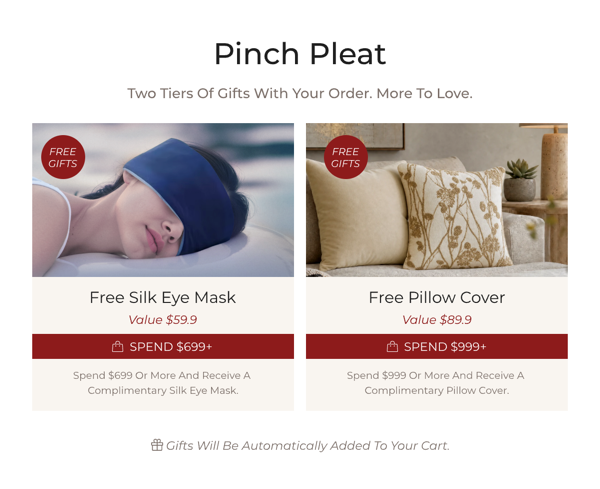 Pinch Pleat
Two Tiers Of Gifts With Your Order. More To Love.
FREE
GIFTS
Free Silk Eye Mask
Value $59.9
SPEND $699+
Spend $699 Or More And Receive A
Complimentary Silk Eye Mask.
FREE
GIFTS
Free Pillow Cover
Value $89.9
SPEND $999+
Spend $999 Or More And Receive A
Complimentary Pillow Cover.
Gifts Will Be Automatically Added To Your Cart.